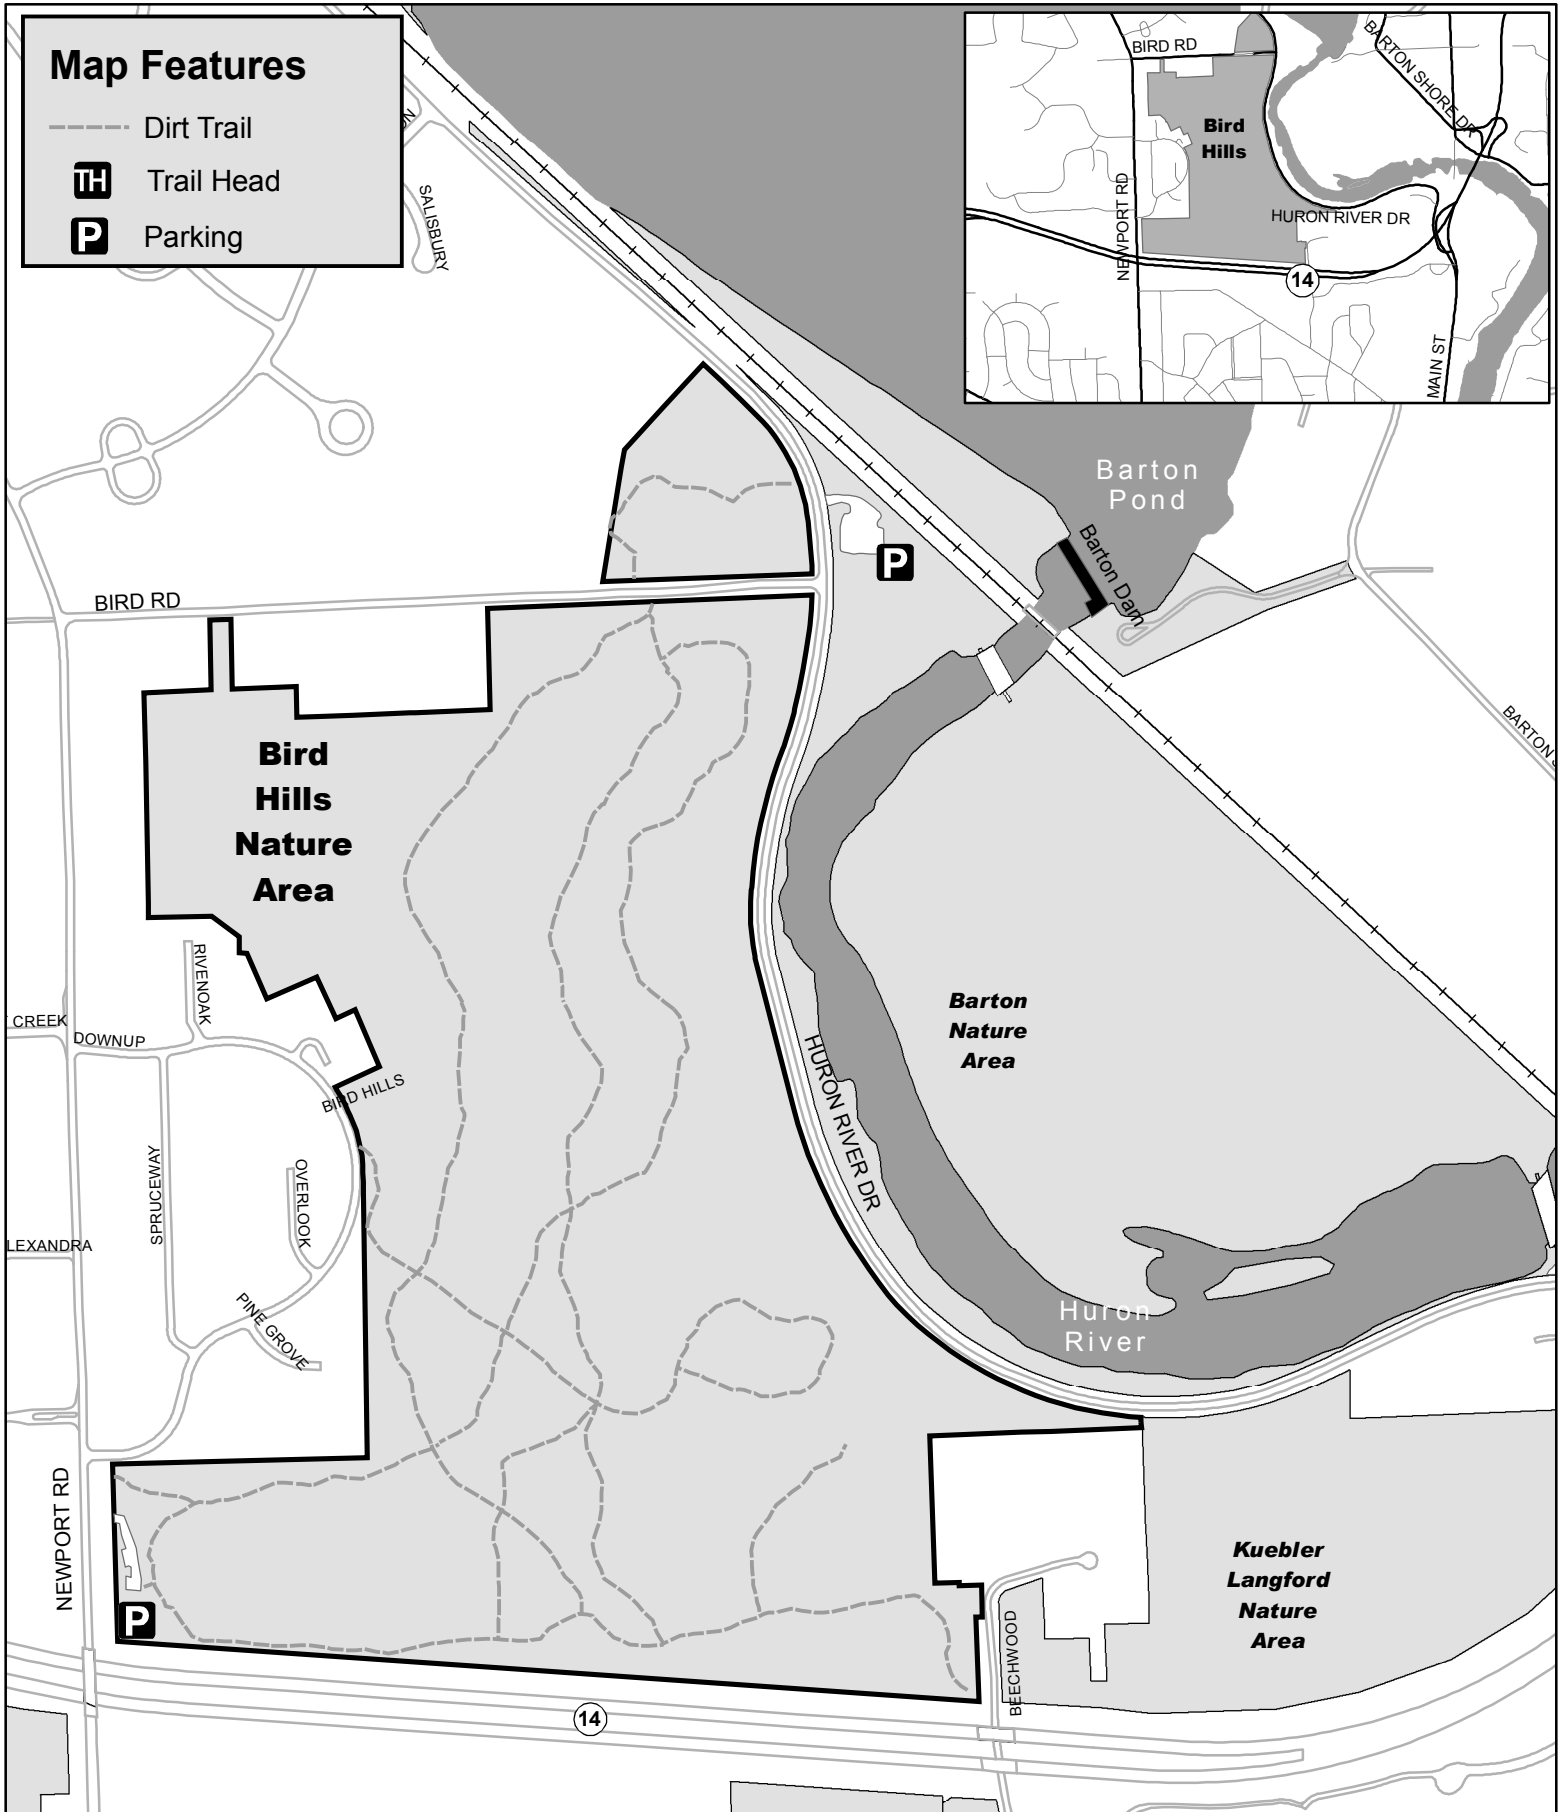 Map Features
Dirt Trail
TH
Trail Head
P
Parking
BIRD RD
BARTON SHORE DR
Bird
Hills
NEWPORT RD
HURON RIVER DR
14
MAIN ST
ON
SALISBURY
Barton
Pond
P
Barton Dam
BIRD RD
BARTON S
Bird
Hills
Nature
Area
RIVENOAK
Barton
Nature
Area
CREEK
DOWNUP
BIRD HILLS
HURON RIVER DR
SPRUCEWAY
OVERLOOK
LEXANDRA
PINE GROVE
Huron
River
NEWPORT RD
Kuebler
Langford
Nature
Area
P
BEECHWOOD
14